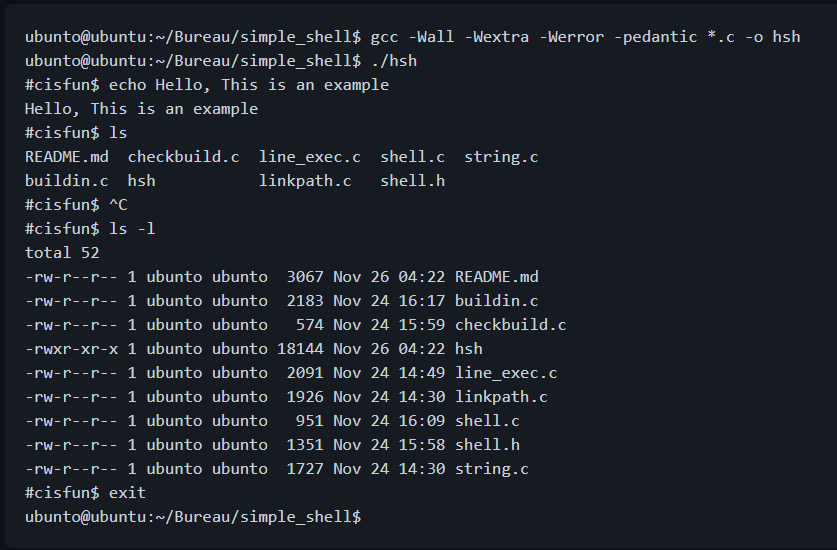 ubunto@ubuntu:~/Bureau/simple_shell$ gcc -Wall -Wextra -Werror -pedantic *.c -o hsh
ubunto@ubuntu:~/Bureau/simple_shell$ ./hsh
#cisfun$ echo Hello, This is an example
Hello, This is an example
#cisfun$ ls
README.md  checkbuild.c  line_exec.c  shell.c  string.c
buildin.c  hsh           linkpath.c   shell.h
#cisfun$ ^C
#cisfun$ ls -l
total 52
-rw-r--r-- 1 ubunto ubunto  3067 Nov 26 04:22 README.md
-rw-r--r-- 1 ubunto ubunto  2183 Nov 24 16:17 buildin.c
-rw-r--r-- 1 ubunto ubunto   574 Nov 24 15:59 checkbuild.c
-rwxr-xr-x 1 ubunto ubunto 18144 Nov 26 04:22 hsh
-rw-r--r-- 1 ubunto ubunto  2091 Nov 24 14:49 line_exec.c
-rw-r--r-- 1 ubunto ubunto  1926 Nov 24 14:30 linkpath.c
-rw-r--r-- 1 ubunto ubunto   951 Nov 24 16:09 shell.c
-rw-r--r-- 1 ubunto ubunto  1351 Nov 24 15:58 shell.h
-rw-r--r-- 1 ubunto ubunto  1727 Nov 24 14:30 string.c
#cisfun$ exit
ubunto@ubuntu:~/Bureau/simple_shell$